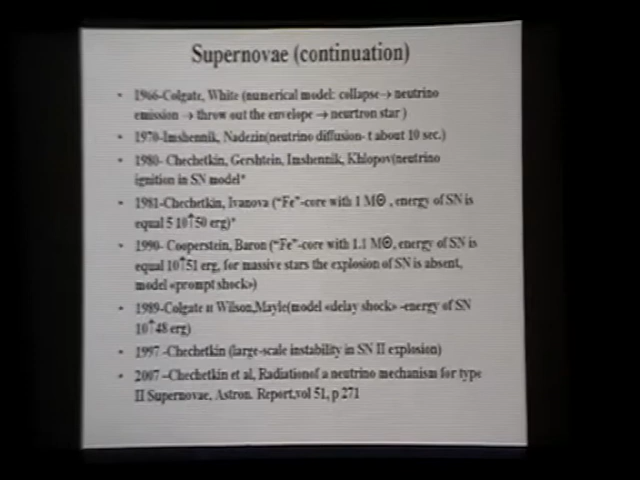 Supernovae (continuation)
• 1966-Colgate, White (numerical model: collapse→ neutrino
emission → throw out the envelope → neurtron star )
• 1970-Imshennik, Nadezin(neutrino diffusion- t about 10 sec.)
• 1980- Chechetkin, Gershtein, Imshennik, Khlopov(neutrino
ignition in SN model*
• 1981-Chechetkin, Ivanova ("Fe"-core with 1 M⊙ , energy of SN is
equal 5 10↑50 erg)*
• 1990- Cooperstein, Baron ("Fe"-core with 1.1 M⊙, energy of SN is
equal 10↑51 erg, for massive stars the explosion of SN is absent,
model «prompt shock»)
• 1989-Colgate и Wilson,Mayle(model «delay shock» -energy of SN
10↑48 erg)
• 1997 -Chechetkin (large-scale instability in SN II explosion)
• 2007 –Chechetkin et al, Radiationof a neutrino mechanism for type
II Supernovae, Astron. Report,vol 51, p 271